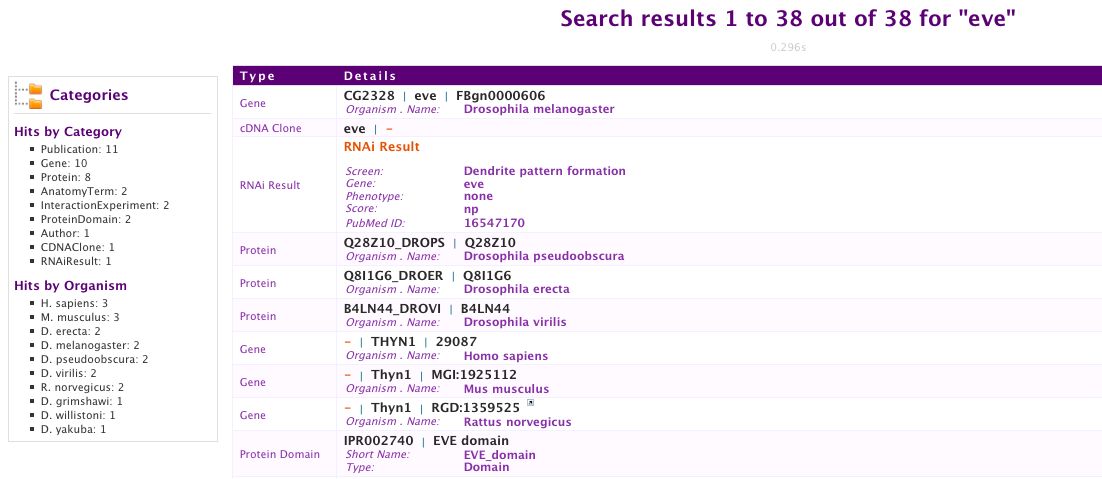 Search results 1 to 38 out of 38 for "eve"
0.296s
Categories
Hits by Category
Publication: 11
Gene: 10
Protein: 8
AnatomyTerm: 2
InteractionExperiment: 2
ProteinDomain: 2
Author: 1
CDNAClone: 1
RNAiResult: 1
Hits by Organism
H. sapiens: 3
M. musculus: 3
D. erecta: 2
D. melanogaster: 2
D. pseudoobscura: 2
D. virilis: 2
R. norvegicus: 2
D. grimshawi: 1
D. willistoni: 1
D. yakuba: 1
Type Details
Gene CG2328 | eve | FBgn0000606
Organism . Name: Drosophila melanogaster
cDNA Clone eve | -
RNAi Result RNAi Result
Screen: Dendrite pattern formation
Gene: eve
Phenotype: none
Score: np
PubMed ID: 16547170
Protein Q28Z10_DROPS | Q28Z10
Organism . Name: Drosophila pseudoobscura
Protein Q8I1G6_DROER | Q8I1G6
Organism . Name: Drosophila erecta
Protein B4LN44_DROVI | B4LN44
Organism . Name: Drosophila virilis
Gene - | THYN1 | 29087
Organism . Name: Homo sapiens
Gene - | Thyn1 | MGI:1925112
Organism . Name: Mus musculus
Gene - | Thyn1 | RGD:1359525
Organism . Name: Rattus norvegicus
Protein Domain IPR002740 | EVE domain
Short Name: EVE_domain
Type: Domain